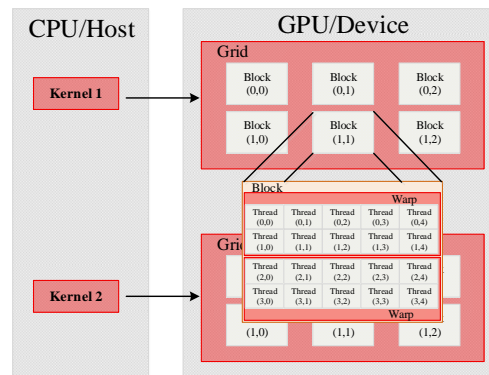 CPU/Host
GPU/Device
Grid
Kernel 1
Block Block Block
(0,0) (0,1) (0,2)
Block Block Block
(1,0) (1,1) (1,2)
Block
Warp
Thread Thread Thread Thread Thread
(0,0) (0,1) (0,2) (0,3) (0,4)
Thread Thread Thread Thread Thread
(1,0) (1,1) (1,2) (1,3) (1,4)
Thread Thread Thread Thread Thread
(2,0) (2,1) (2,2) (2,3) (2,4)
Thread Thread Thread Thread Thread
(3,0) (3,1) (3,2) (3,3) (3,4)
Warp
Kernel 2
(1,0) (1,1) (1,2)